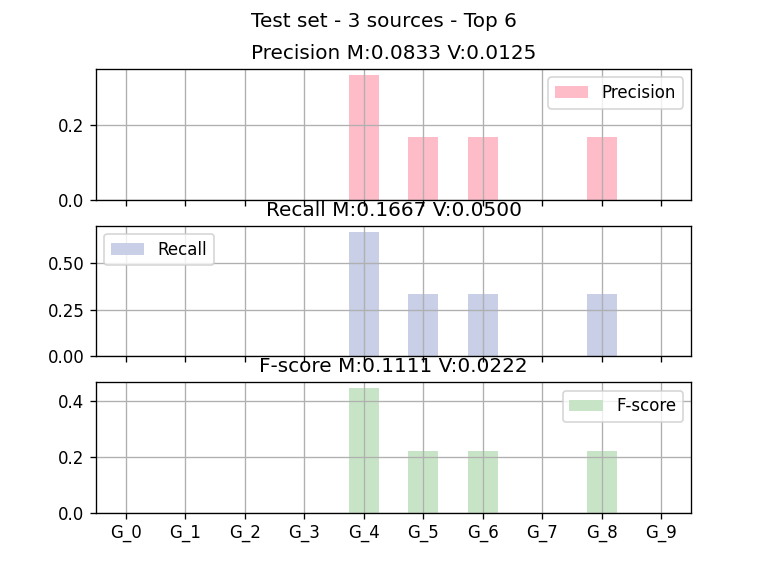 Test set - 3 sources - Top 6
Precision M:0.0833 V:0.0125
0.2
0.0
Precision
Recall M:0.1667 V:0.0500
0.50
0.25
0.00
Recall
F-score M:0.1111 V:0.0222
0.4
0.2
0.0
F-score
G_0 G_1 G_2 G_3 G_4 G_5 G_6 G_7 G_8 G_9